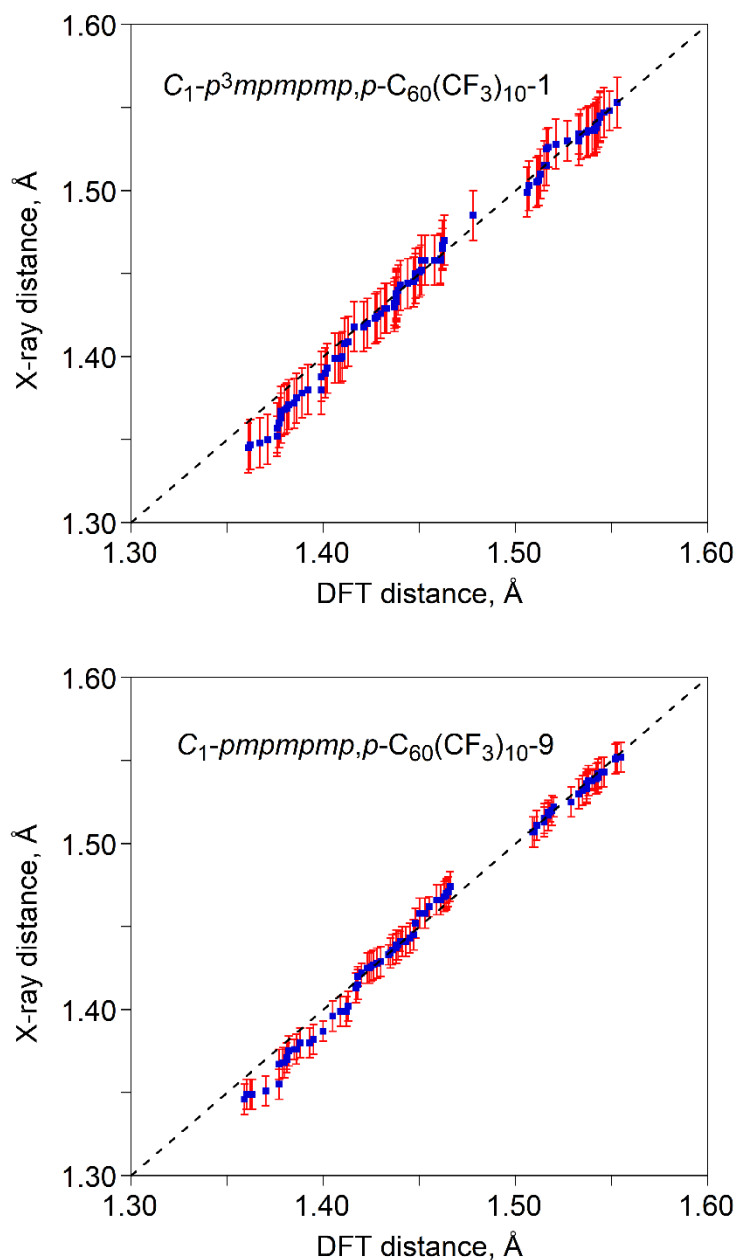 1.60
C₁-p³mpmpmp,p-C₆₀(CF₃)₁₀-1
1.50
X-ray distance, Å
1.40
1.30
1.30 1.40 1.50 1.60
DFT distance, Å
1.60
C₁-pmpmpmp,p-C₆₀(CF₃)₁₀-9
1.50
X-ray distance, Å
1.40
1.30
1.30 1.40 1.50 1.60
DFT distance, Å